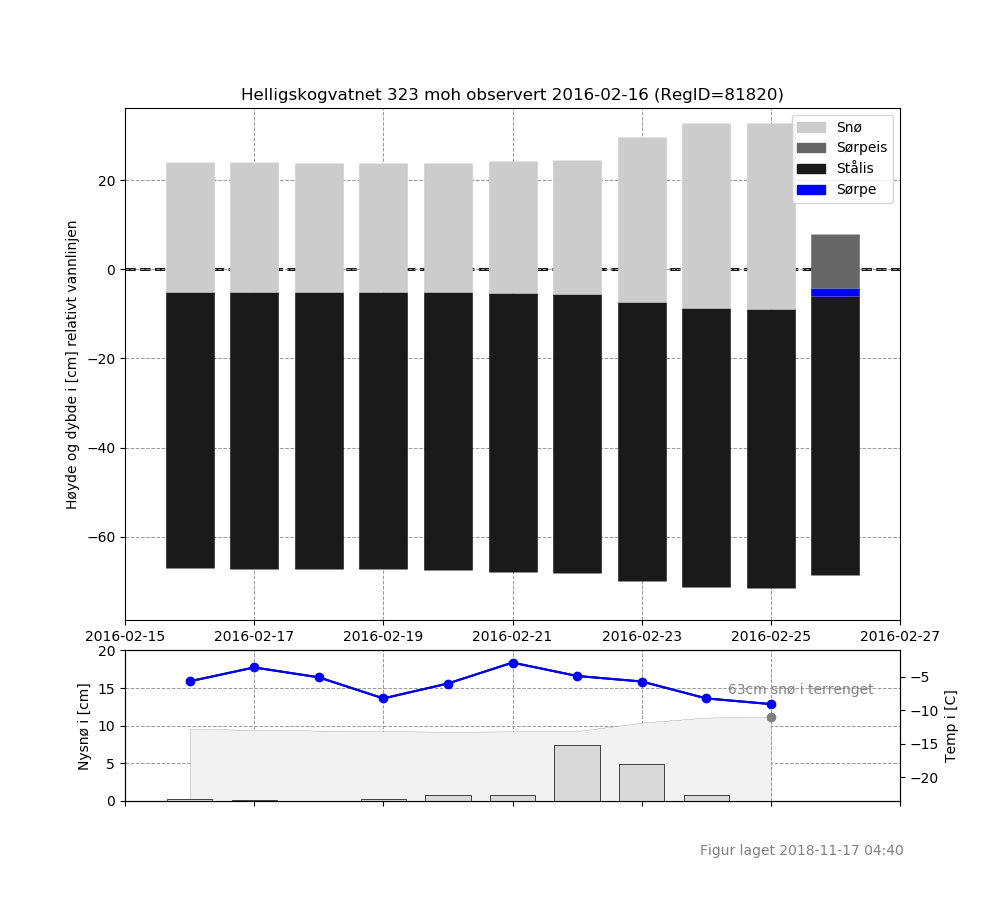 Helligskogvatnet 323 moh observert 2016-02-16 (RegID=81820)
Snø
Sørpeis
Stålis
Sørpe
20
0
−20
−40
−60
Høyde og dybde i [cm] relativt vannlinjen
2016-02-15 2016-02-17 2016-02-19 2016-02-21 2016-02-23 2016-02-25 2016-02-27
20
15
10
5
0
Nysnø i [cm]
63cm snø i terrenget
−5
−10
−15
−20
Temp i [C]
Figur laget 2018-11-17 04:40